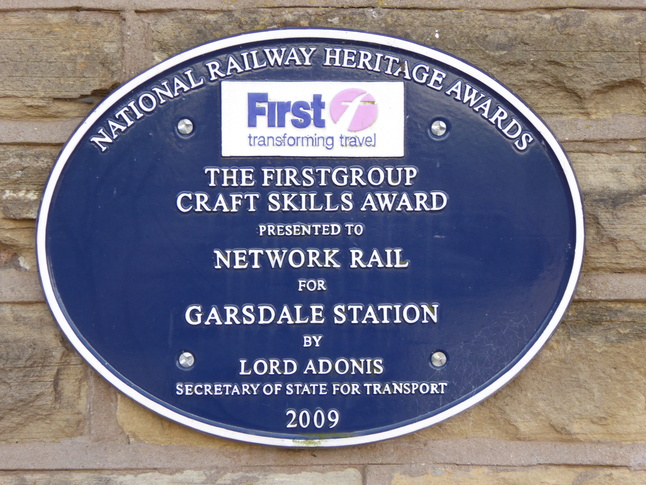 NATIONAL RAILWAY HERITAGE AWARDS
First f
transforming travel
THE FIRSTGROUP
CRAFT SKILLS AWARD
PRESENTED TO
NETWORK RAIL
FOR
GARSDALE STATION
BY
LORD ADONIS
SECRETARY OF STATE FOR TRANSPORT
2009